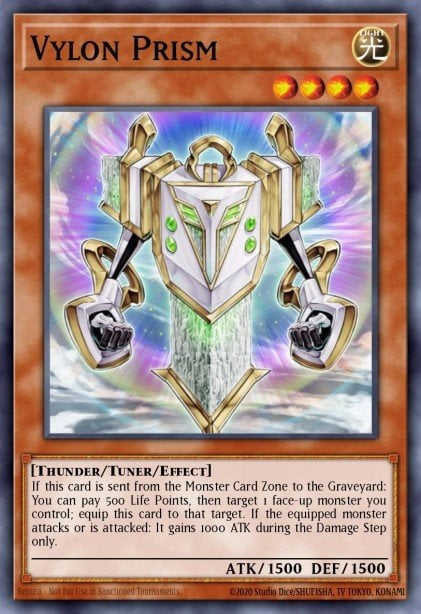 Vylon Prism
LIGHT
光
[Thunder/Tuner/Effect]
If this card is sent from the Monster Card Zone to the Graveyard:
You can pay 500 Life Points, then target 1 face-up monster you
control; equip this card to that target. If the equipped monster
attacks or is attacked: It gains 1000 ATK during the Damage Step
only.
ATK/1500 DEF/1500
Replica - Not For Use in Sanctioned Tournaments.
©2020 Studio Dice/SHUEISHA, TV TOKYO, KONAMI